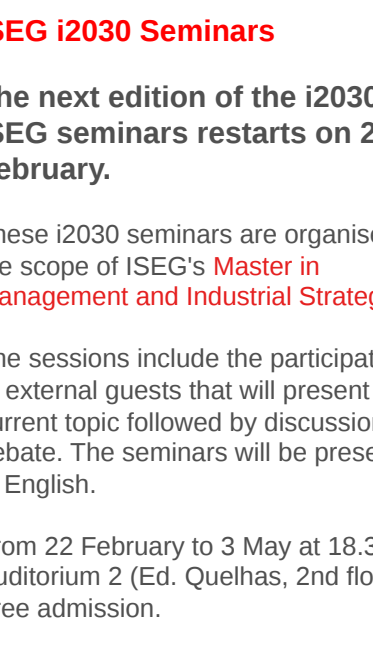 SEG i2030 Seminars
he next edition of the i2030
SEG seminars restarts on 2
ebruary.
hese i2030 seminars are organise
e scope of ISEG's Master in
anagement and Industrial Strateg
he sessions include the participat
external guests that will present
urrent topic followed by discussion
ebate. The seminars will be prese
English.
rom 22 February to 3 May at 18.3
uditorium 2 (Ed. Quelhas, 2nd flo
ree admission.